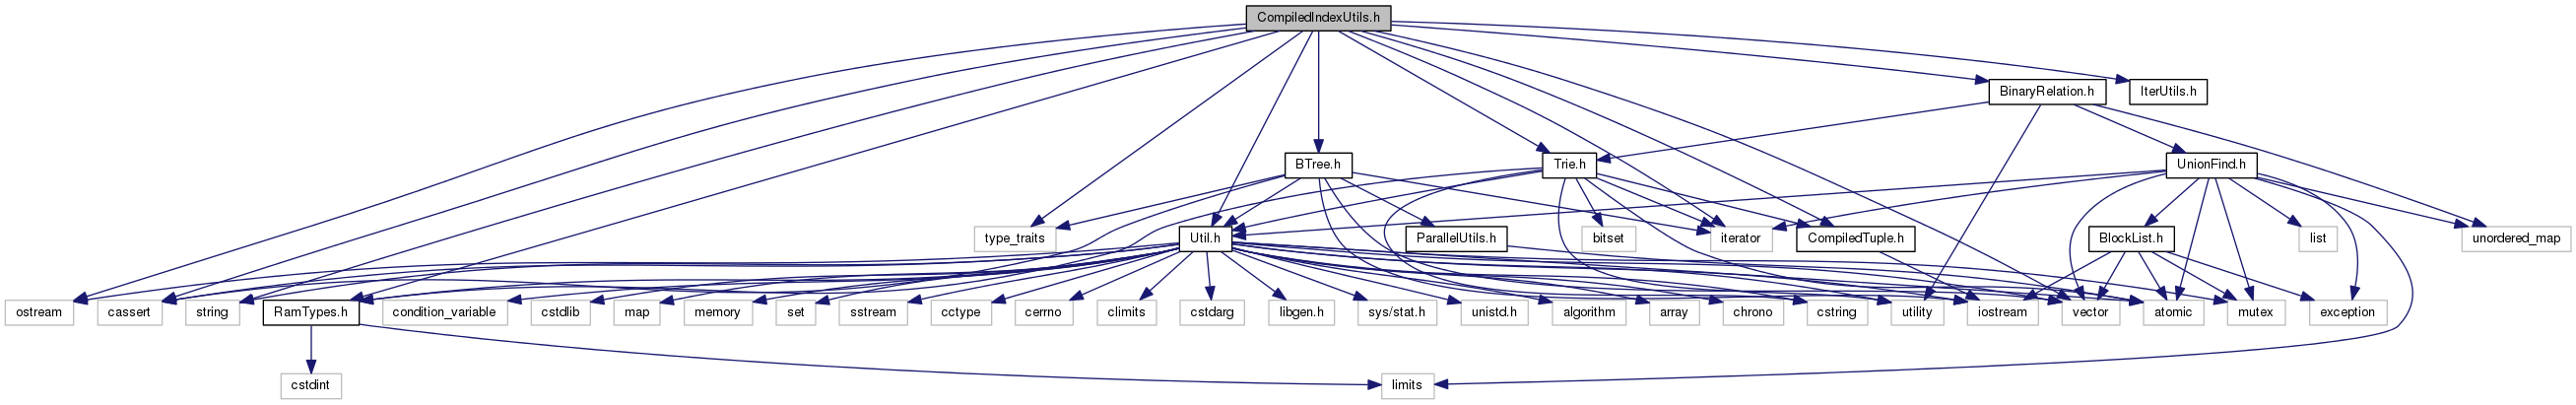 CompiledIndexUtils.h
BinaryRelation.h
IterUtils.h
BTree.h
Trie.h
UnionFind.h
type_traits
Util.h
ParallelUtils.h
bitset
iterator
CompiledTuple.h
BlockList.h
list
unordered_map
ostream
cassert
string
RamTypes.h
condition_variable
cstdlib
map
memory
set
sstream
cctype
cerrno
climits
cstdarg
libgen.h
sys/stat.h
unistd.h
algorithm
array
chrono
cstring
utility
iostream
vector
atomic
mutex
exception
cstdint
limits